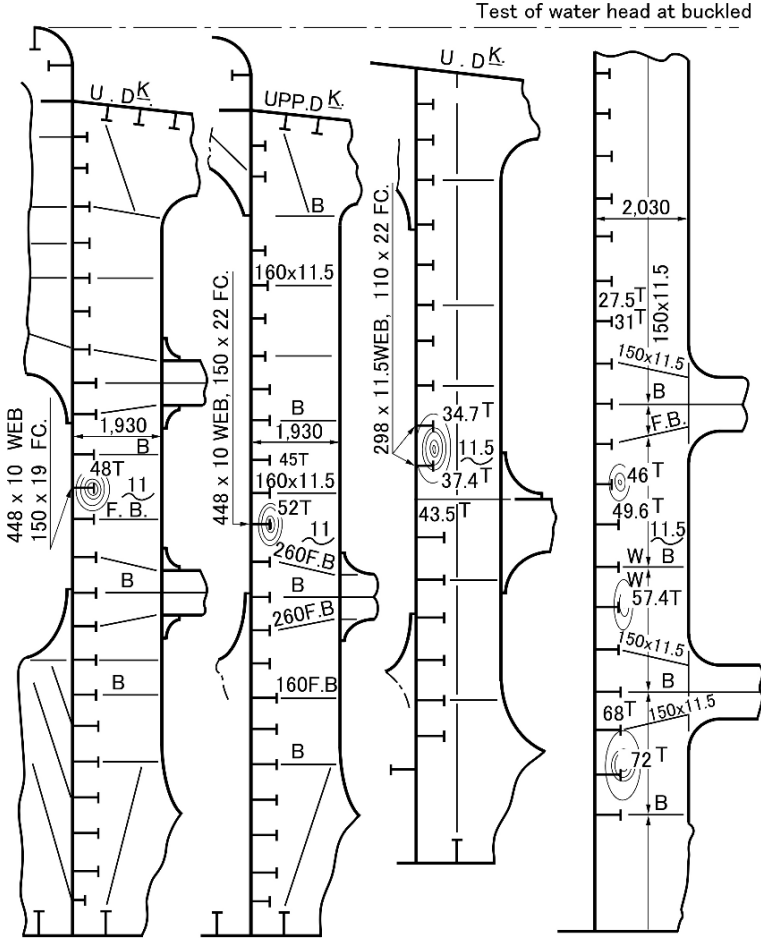 Test of water head at buckled
U . DK.
448 x 10 WEB
150 x 19 FC.
1,930
B
48T
11
F. B.
B
B
UPP.DK.
B
448 x 10 WEB, 150 x 22 FC.
160x11.5
B
1,930
45T
160x11.5
52T
11
260F.B
B
260F.B
160F.B
B
U . DK.
298 x 11.5WEB, 110 x 22 FC.
34.7T
11.5
37.4T
43.5T
2,030
150x11.5
27.5T
31T
150x11.5
B
F.B.
46T
49.6T
11.5
W
B
W
57.4T
150x11.5
B
68T
150x11.5
72T
B